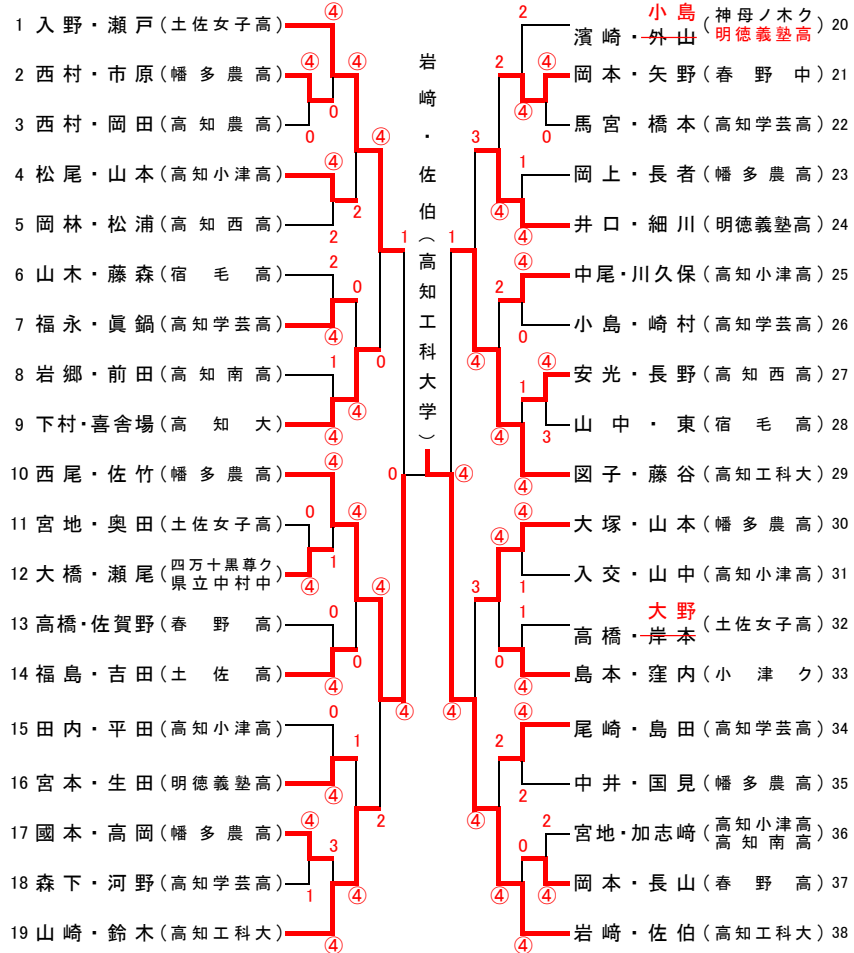 1 入野・瀬戸(土佐女子高)
2 西村・市原(幡多農高)
3 西村・岡田(高知農高)
4 松尾・山本(高知小津高)
5 岡林・松浦(高知西高)
6 山木・藤森(宿毛高)
7 福永・眞鍋(高知学芸高)
8 岩郷・前田(高知南高)
9 下村・喜舎場(高知大)
10 西尾・佐竹(幡多農高)
11 宮地・奥田(土佐女子高)
12 大橋・瀬尾(四万十黒尊ク 県立中村中)
13 高橋・佐賀野(春野高)
14 福島・吉田(土佐高)
15 田内・平田(高知小津高)
16 宮本・生田(明徳義塾高)
17 國本・高岡(幡多農高)
18 森下・河野(高知学芸高)
19 山崎・鈴木(高知工科大)
④
④
④
0
0
④
④
2
2
2
0
④
1
0
④
④
1
④
④
0
1
④
④
0
0
④
0
1
④
④
3
1
2
④
④
0
④
岩﨑・佐伯(高知工科大学)
小島
濱崎・外山(神母ノ木ク 明徳義塾高) 20
岡本・矢野(春野中) 21
馬宮・橋本(高知学芸高) 22
岡上・長者(幡多農高) 23
井口・細川(明徳義塾高) 24
中尾・川久保(高知小津高) 25
小島・崎村(高知学芸高) 26
安光・長野(高知西高) 27
山中・東(宿毛高) 28
図子・藤谷(高知工科大) 29
大塚・山本(幡多農高) 30
入交・山中(高知小津高) 31
大野
高橋・岸本(土佐女子高) 32
島本・窪内(小津ク) 33
尾崎・島田(高知学芸高) 34
中井・国見(幡多農高) 35
宮地・加志﨑(高知小津高 高知南高) 36
岡本・長山(春野高) 37
岩﨑・佐伯(高知工科大) 38
2
2
④
④
0
3
1
④
④
1
④
2
0
④
④
1
3
④
④
④
④
④
1
3
1
0
④
④
④
2
2
④
2
0
④
④
④